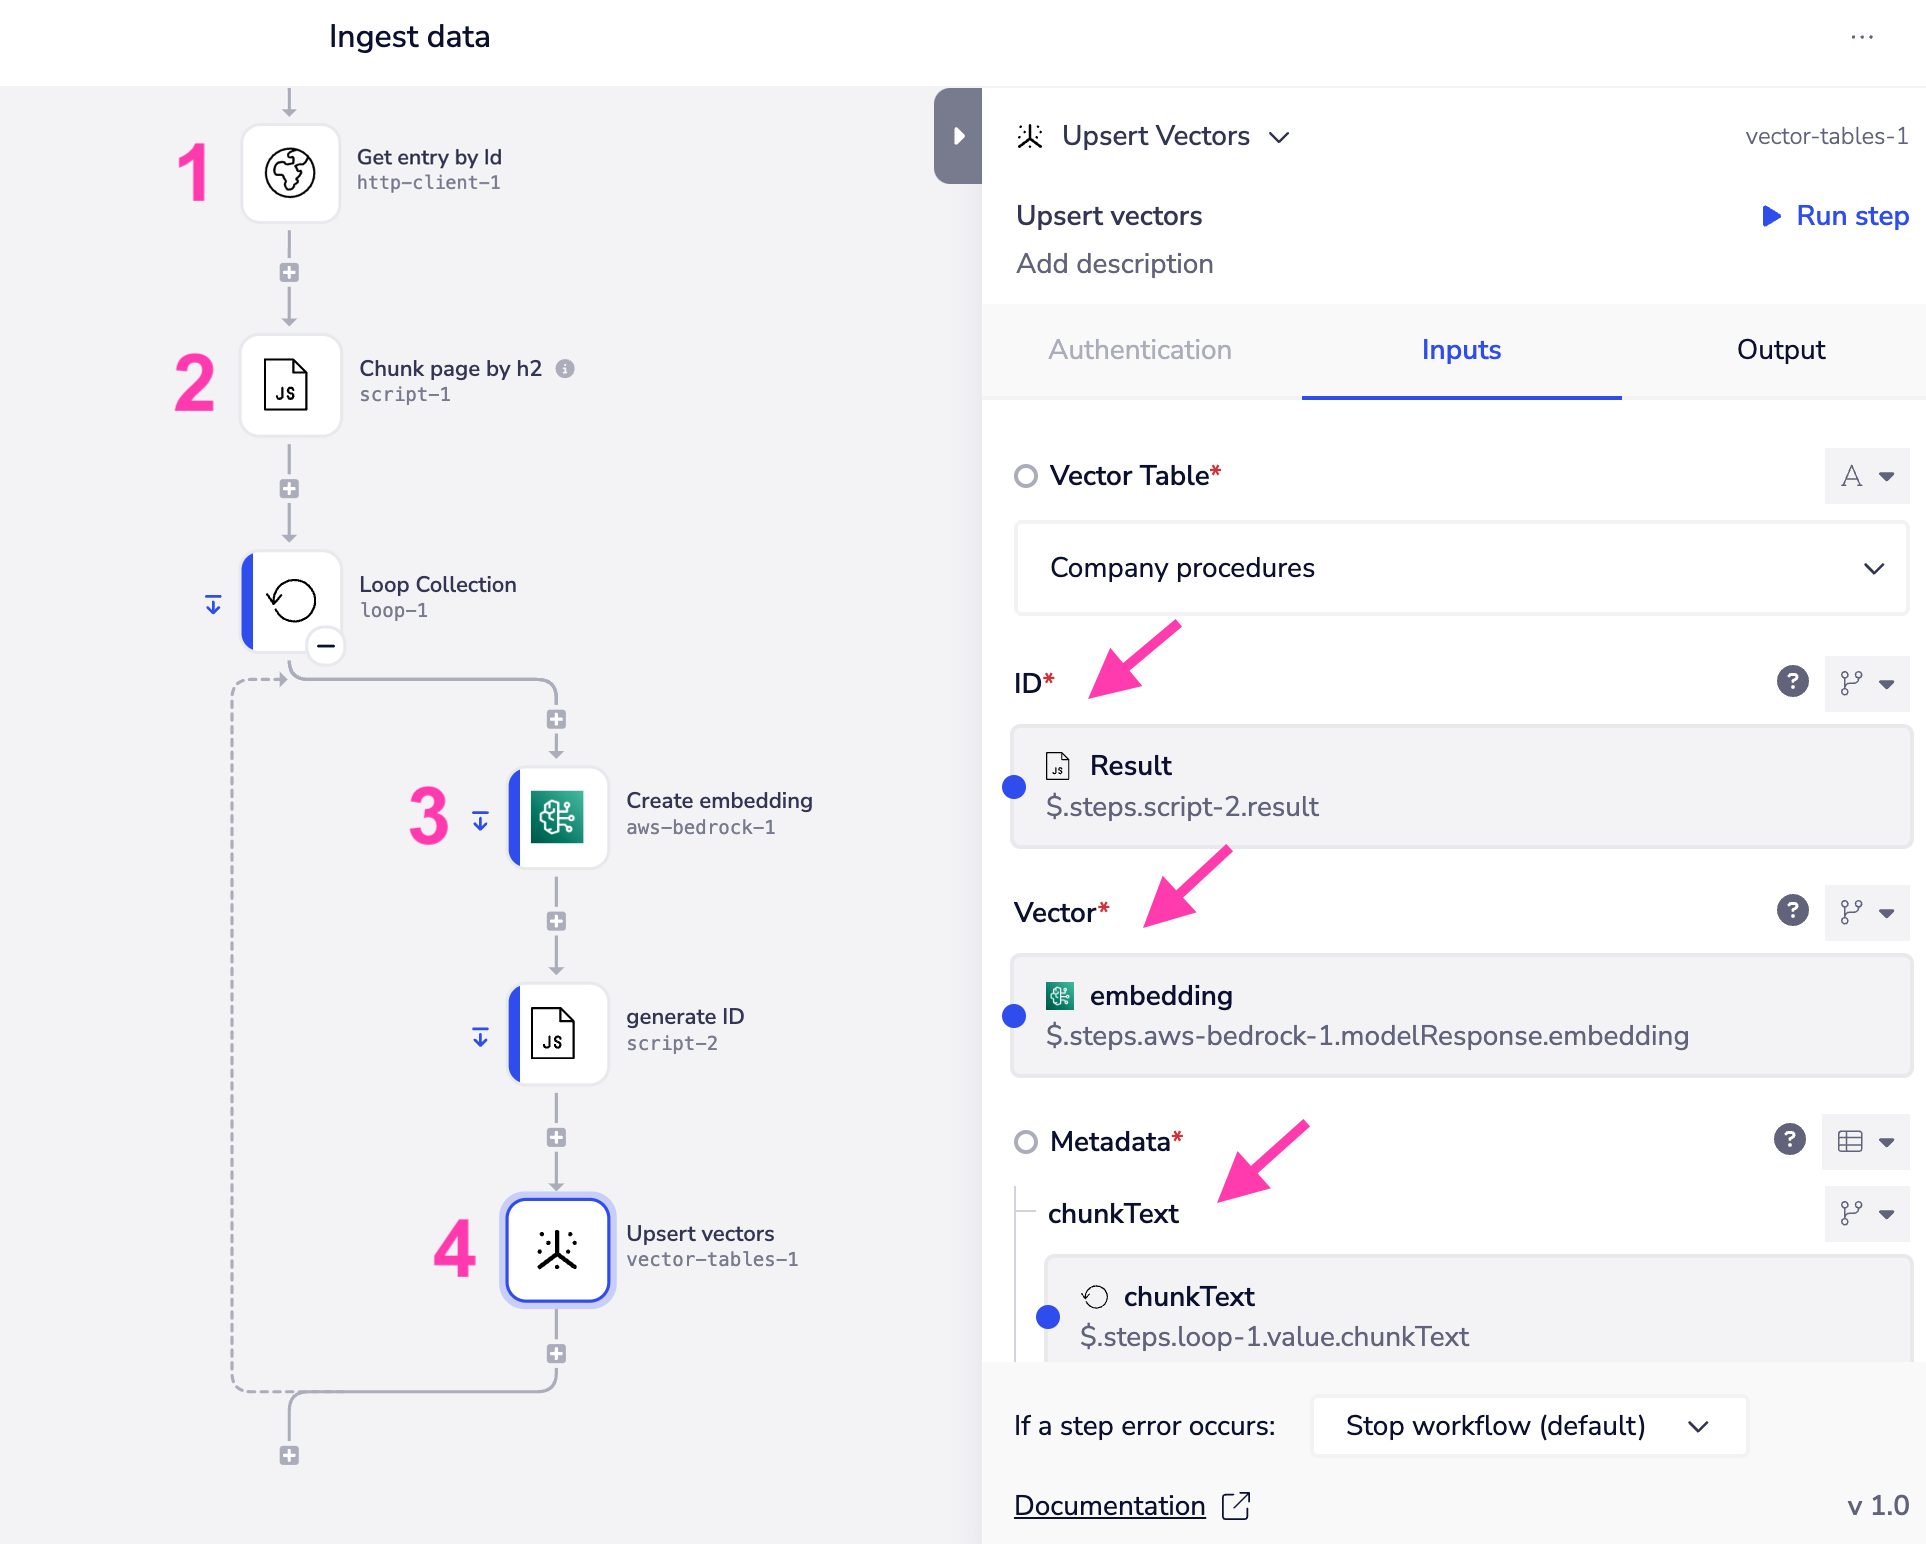 Ingest data
1
Get entry by Id
http-client-1
2
JS
Chunk page by h2
script-1
Loop Collection
loop-1
3
Create embedding
aws-bedrock-1
JS
generate ID
script-2
4
Upsert vectors
vector-tables-1
Upsert Vectors
vector-tables-1
Upsert vectors
Run step
Add description
Authentication
Inputs
Output
Vector Table*
A
Company procedures
ID*
?
JS
Result
$.steps.script-2.result
Vector*
?
embedding
$.steps.aws-bedrock-1.modelResponse.embedding
Metadata*
?
chunkText
chunkText
$.steps.loop-1.value.chunkText
If a step error occurs:
Stop workflow (default)
Documentation
v 1.0